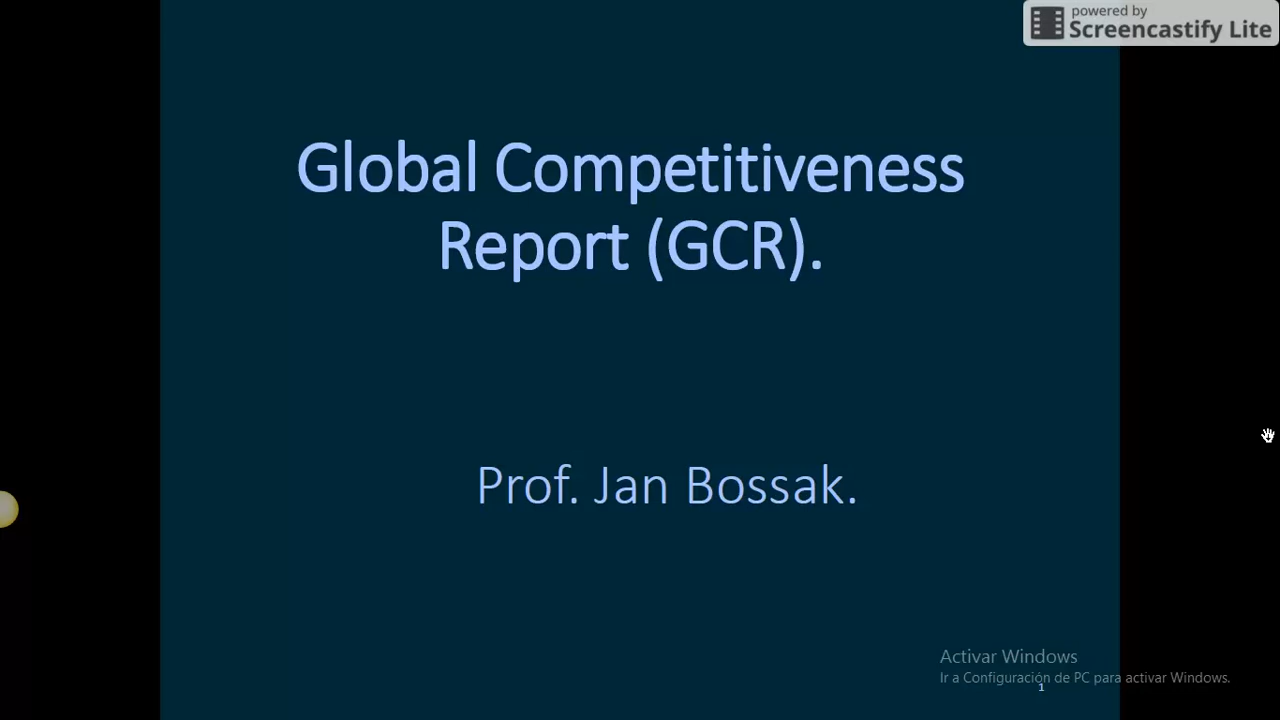 powered by
Screencastify Lite
Global Competitiveness
Report (GCR).
Prof. Jan Bossak.
Activar Windows
Ir a Configuración de PC para activar Windows.
1